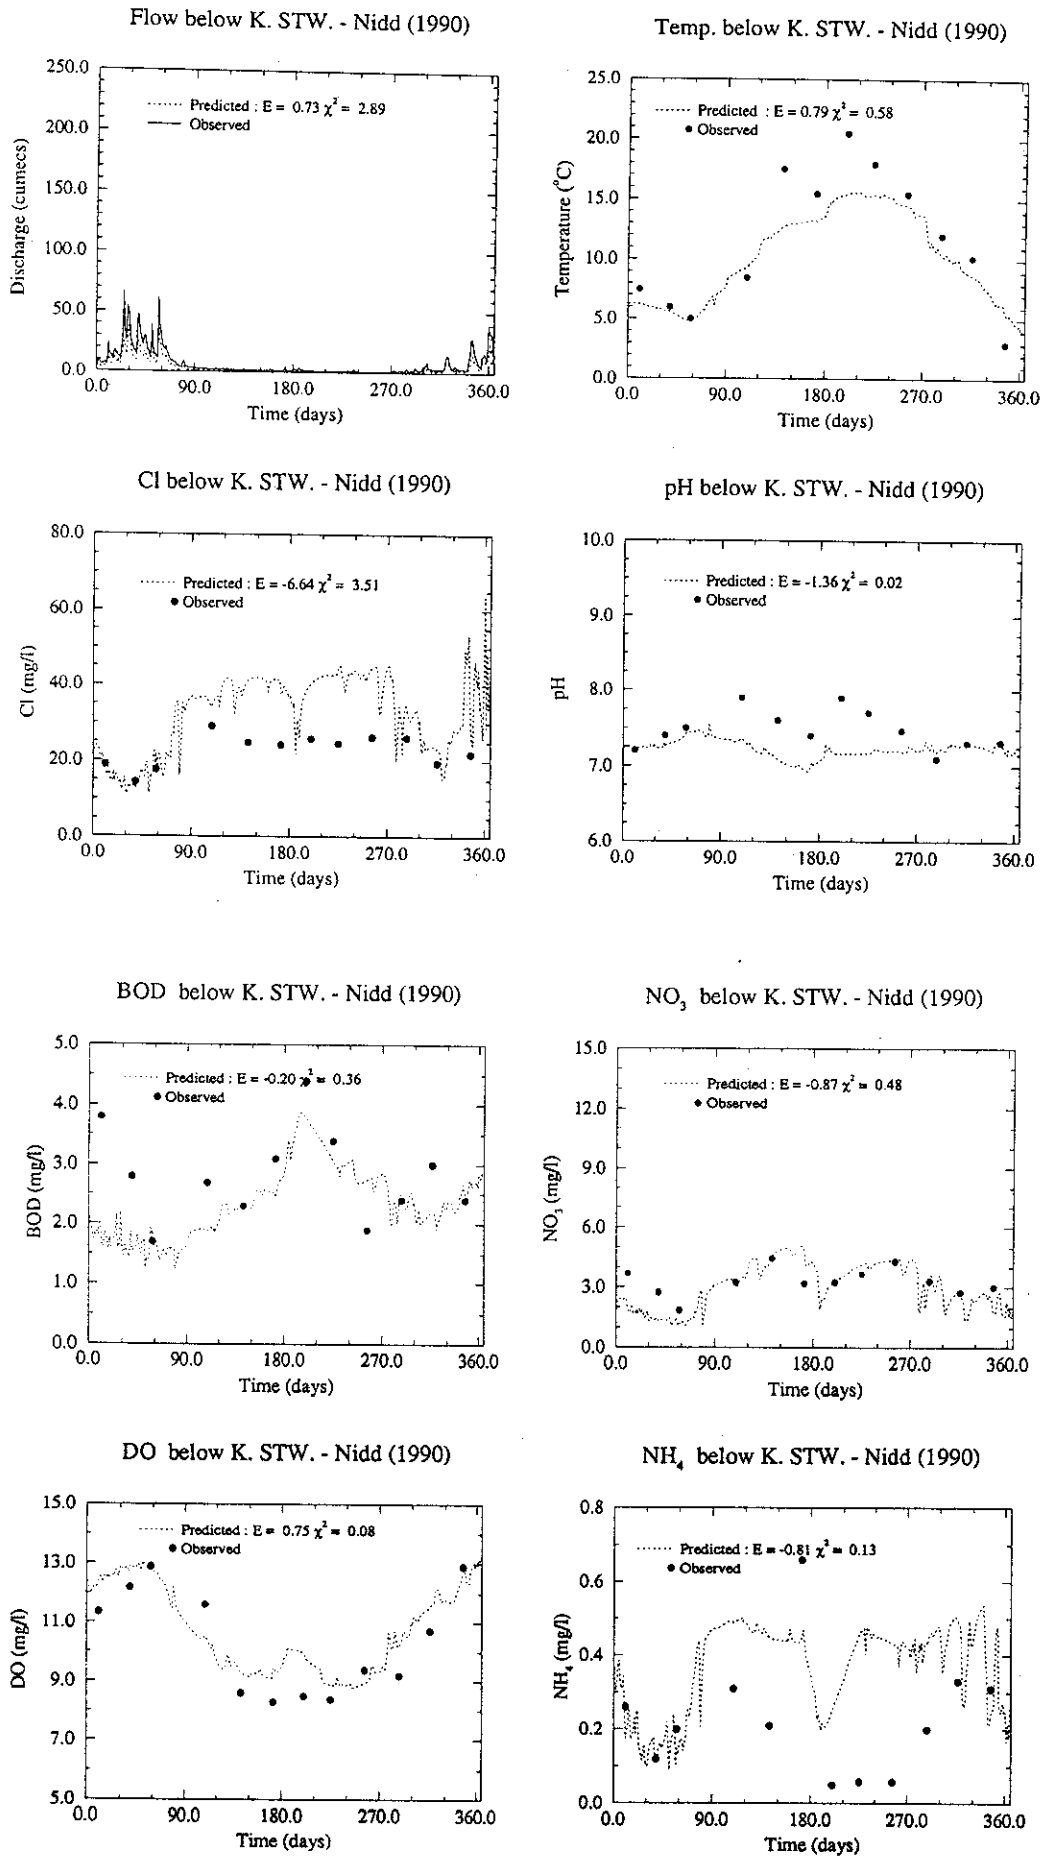 Flow below K. STW. - Nidd (1990)
250.0
200.0
150.0
100.0
50.0
0.0
Discharge (cumecs)
Predicted : E = 0.73 χ² = 2.89
Observed
0.0 90.0 180.0 270.0 360.0
Time (days)
Temp. below K. STW. - Nidd (1990)
25.0
20.0
15.0
10.0
5.0
0.0
Temperature (°C)
Predicted : E = 0.79 χ² = 0.58
Observed
0.0 90.0 180.0 270.0 360.0
Time (days)
Cl below K. STW. - Nidd (1990)
80.0
60.0
40.0
20.0
0.0
Cl (mg/l)
Predicted : E = -6.64 χ² = 3.51
Observed
0.0 90.0 180.0 270.0 360.0
Time (days)
pH below K. STW. - Nidd (1990)
10.0
9.0
8.0
7.0
6.0
pH
Predicted : E = -1.36 χ² = 0.02
Observed
0.0 90.0 180.0 270.0 360.0
Time (days)
BOD below K. STW. - Nidd (1990)
5.0
4.0
3.0
2.0
1.0
0.0
BOD (mg/l)
Predicted : E = -0.20 χ² = 0.36
Observed
0.0 90.0 180.0 270.0 360.0
Time (days)
NO₃ below K. STW. - Nidd (1990)
15.0
12.0
9.0
6.0
3.0
0.0
NO₃ (mg/l)
Predicted : E = -0.87 χ² = 0.48
Observed
0.0 90.0 180.0 270.0 360.0
Time (days)
DO below K. STW. - Nidd (1990)
15.0
13.0
11.0
9.0
7.0
5.0
DO (mg/l)
Predicted : E = 0.75 χ² = 0.08
Observed
0.0 90.0 180.0 270.0 360.0
Time (days)
NH₄ below K. STW. - Nidd (1990)
0.8
0.6
0.4
0.2
0.0
NH₄ (mg/l)
Predicted : E = -0.81 χ² = 0.13
Observed
0.0 90.0 180.0 270.0 360.0
Time (days)